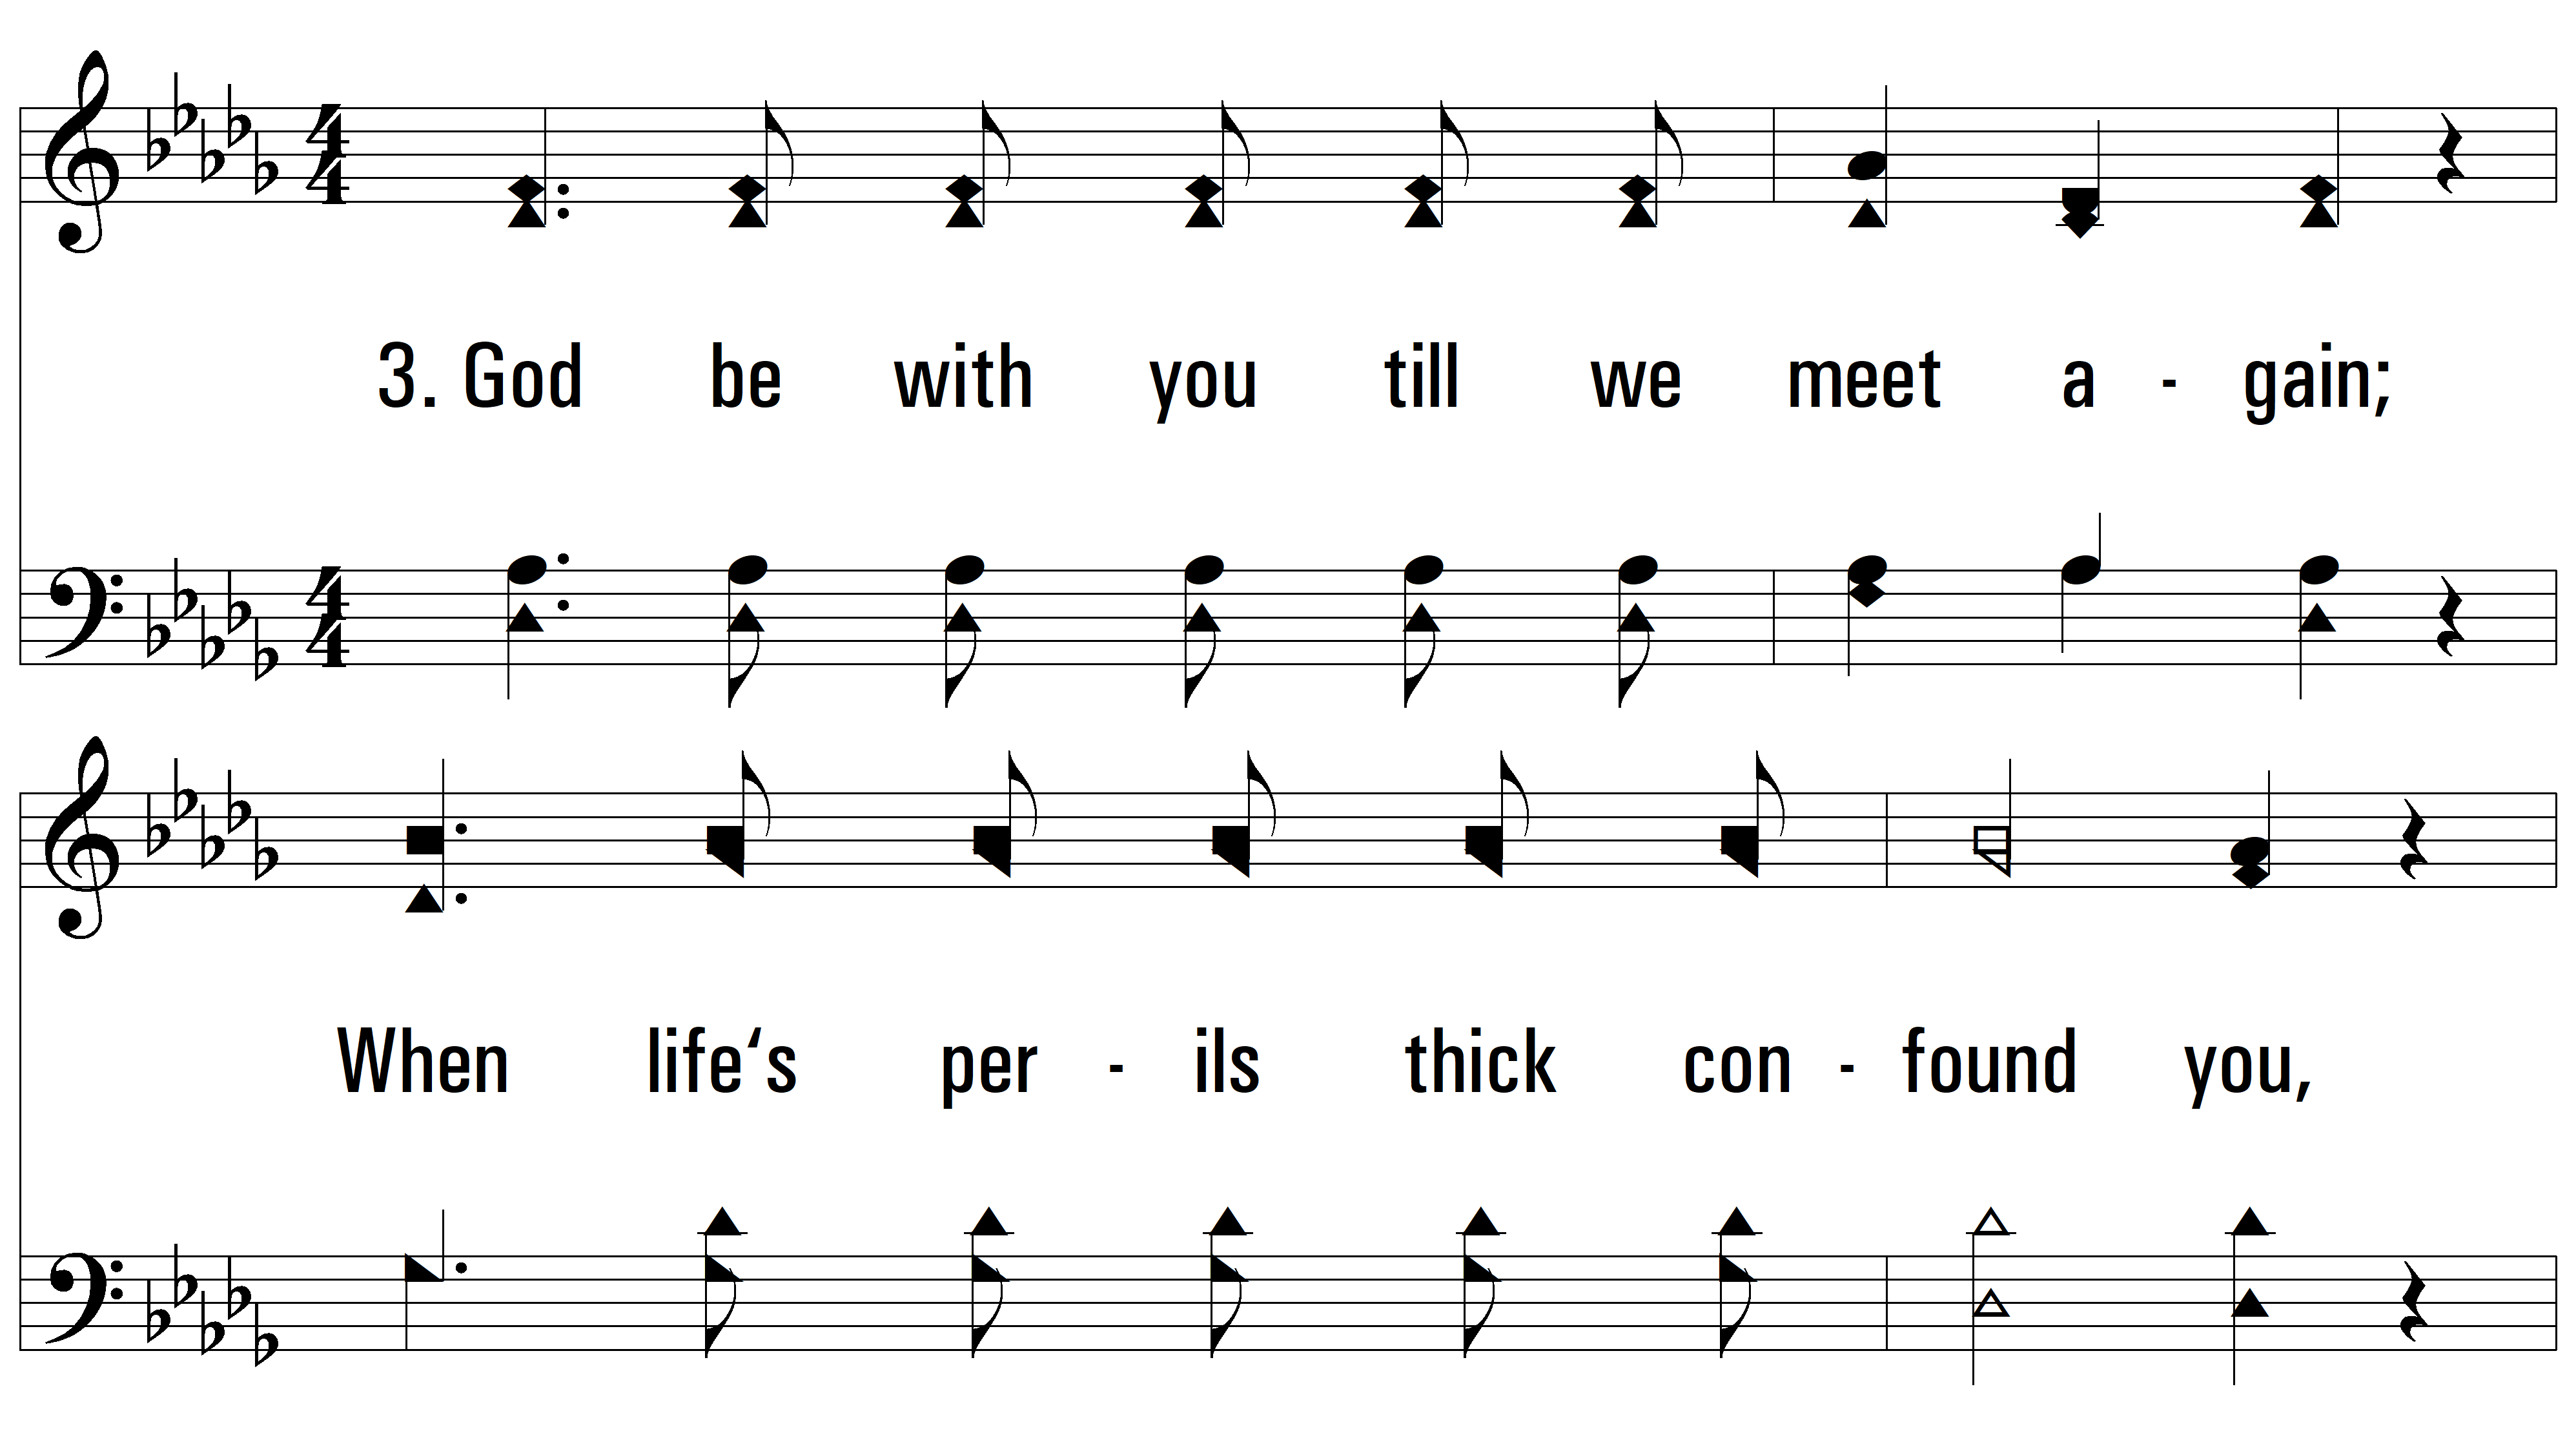 3. God be with you till we meet a - gain;
When life‘s per - ils thick con - found you,